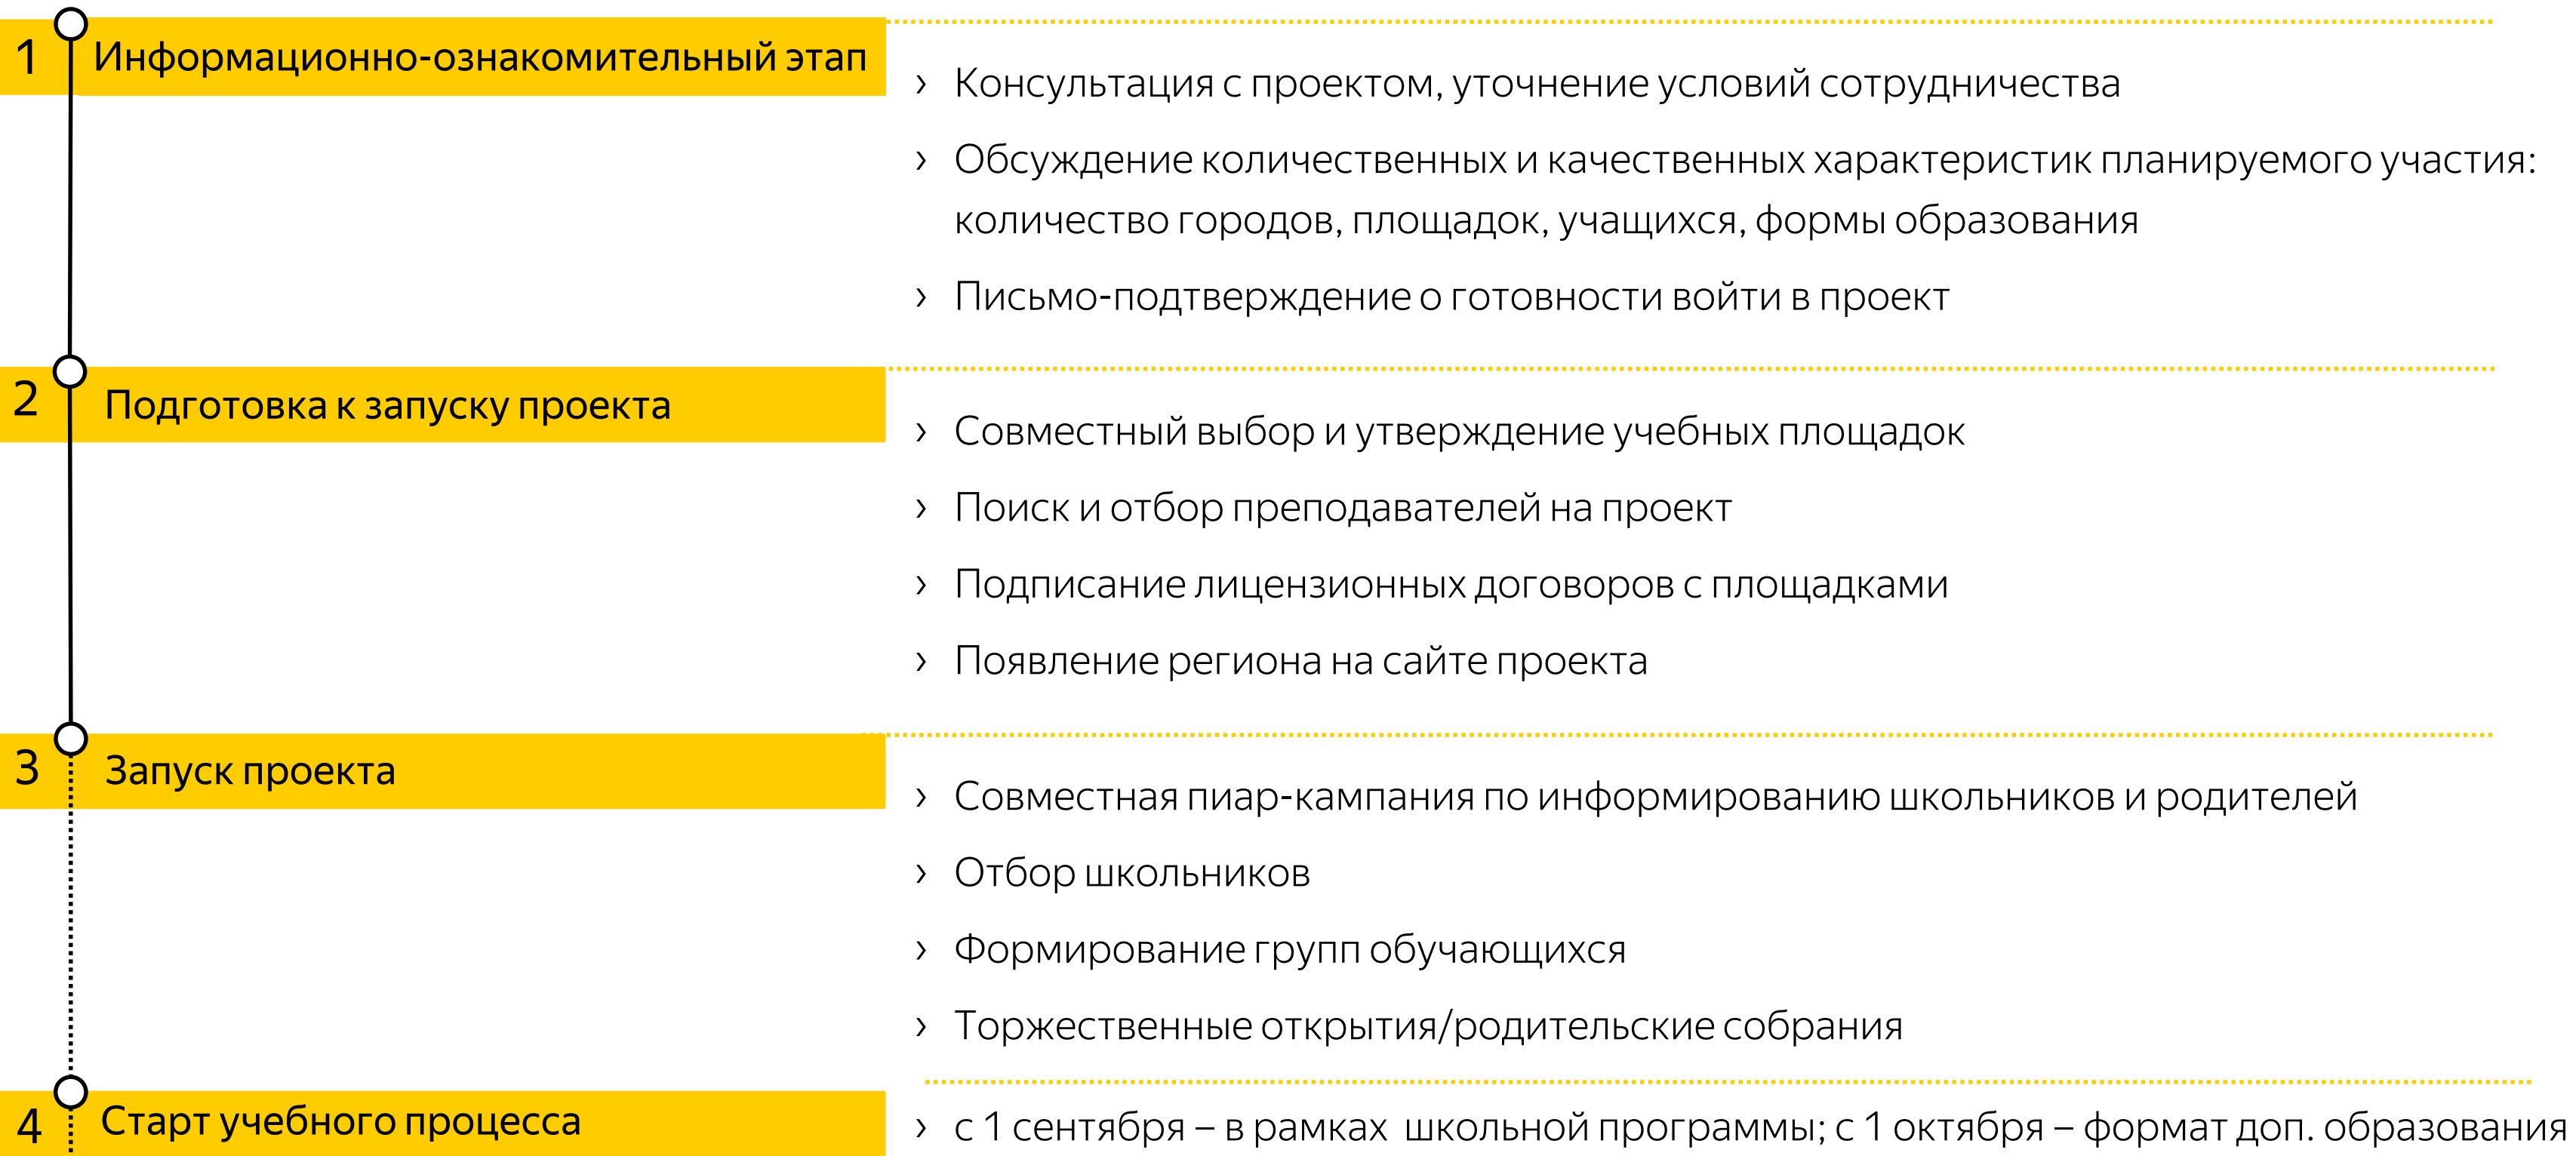 1 Информационно-ознакомительный этап
› Консультация с проектом, уточнение условий сотрудничества
› Обсуждение количественных и качественных характеристик планируемого участия:
количество городов, площадок, учащихся, формы образования
› Письмо-подтверждение о готовности войти в проект
2 Подготовка к запуску проекта
› Совместный выбор и утверждение учебных площадок
› Поиск и отбор преподавателей на проект
› Подписание лицензионных договоров с площадками
› Появление региона на сайте проекта
3 Запуск проекта
› Совместная пиар-кампания по информированию школьников и родителей
› Отбор школьников
› Формирование групп обучающихся
› Торжественные открытия/родительские собрания
4 Старт учебного процесса
› с 1 сентября – в рамках школьной программы; с 1 октября – формат доп. образования